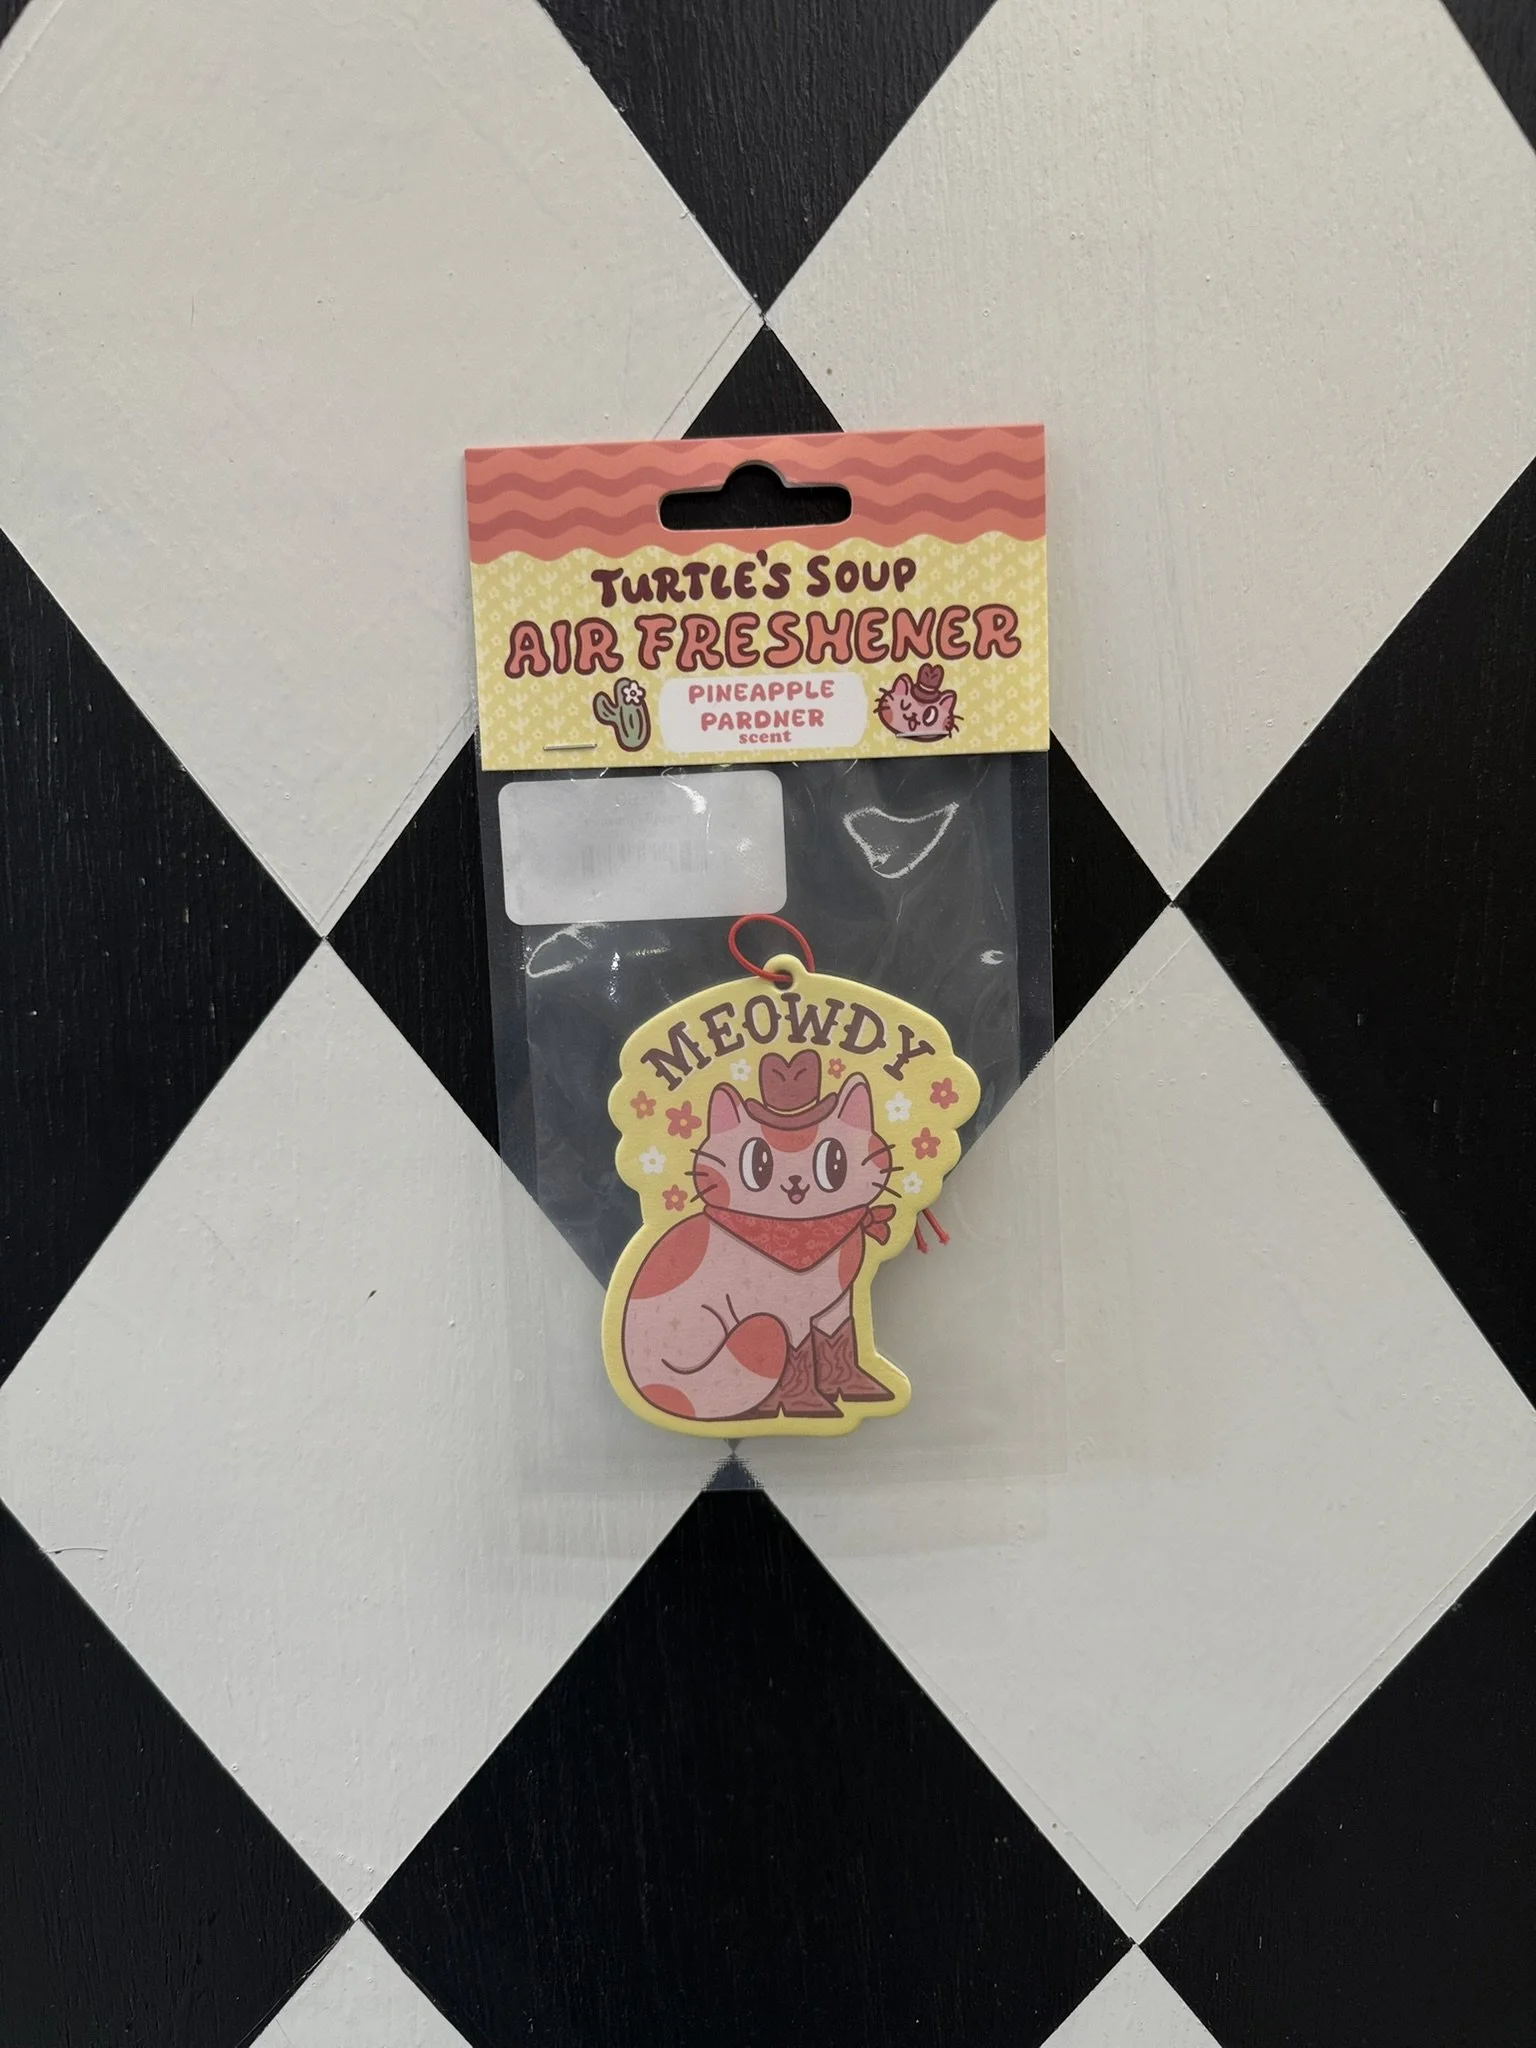 TURTLE'S SOUP
AIR FRESHENER
PINEAPPLE
PARDNER
scent
MEOWDY